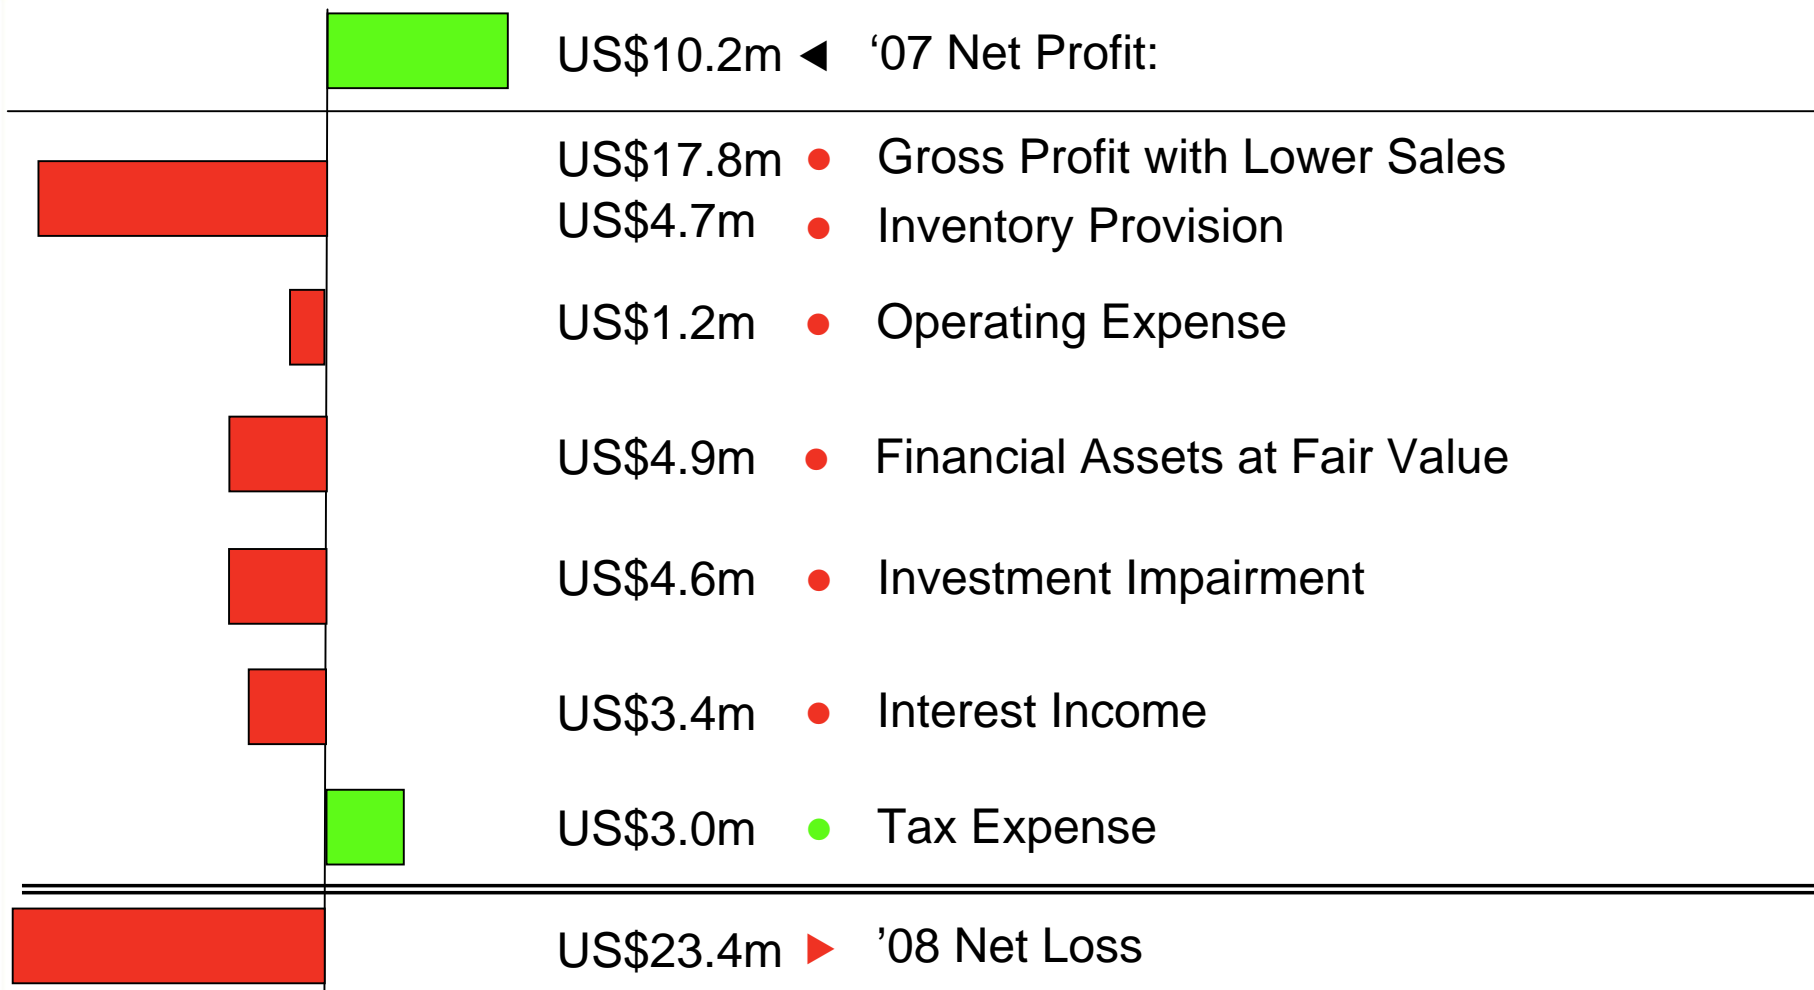 US$10.2m ‘07 Net Profit:
US$17.8m Gross Profit with Lower Sales
US$4.7m Inventory Provision
US$1.2m Operating Expense
US$4.9m Financial Assets at Fair Value
US$4.6m Investment Impairment
US$3.4m Interest Income
US$3.0m Tax Expense
US$23.4m ’08 Net Loss